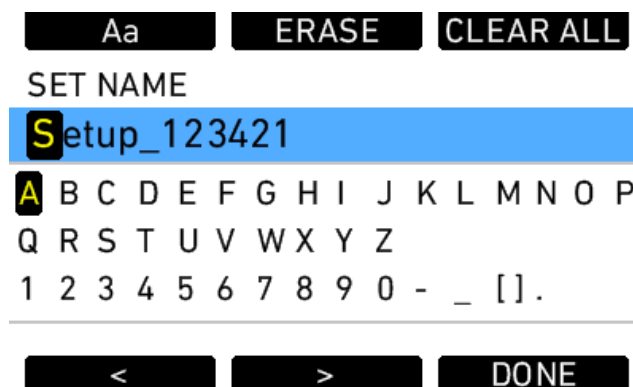 Aa ERASE CLEAR ALL
SET NAME
Setup_123421
A B C D E F G H I J K L M N O P
Q R S T U V W X Y Z
1 2 3 4 5 6 7 8 9 0 - _ [ ] .
< > DONE